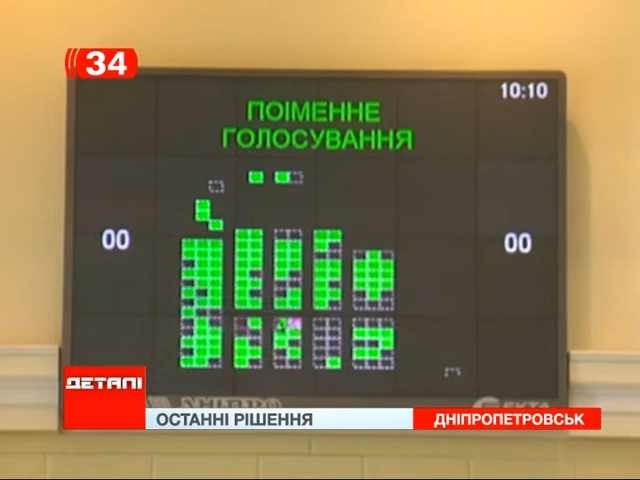 34
10:10
ПОІМЕННЕ
ГОЛОСУВАННЯ
00
00
ДЕТАЛІ
ОСТАННІ РІШЕННЯ
ДНІПРОПЕТРОВСЬК